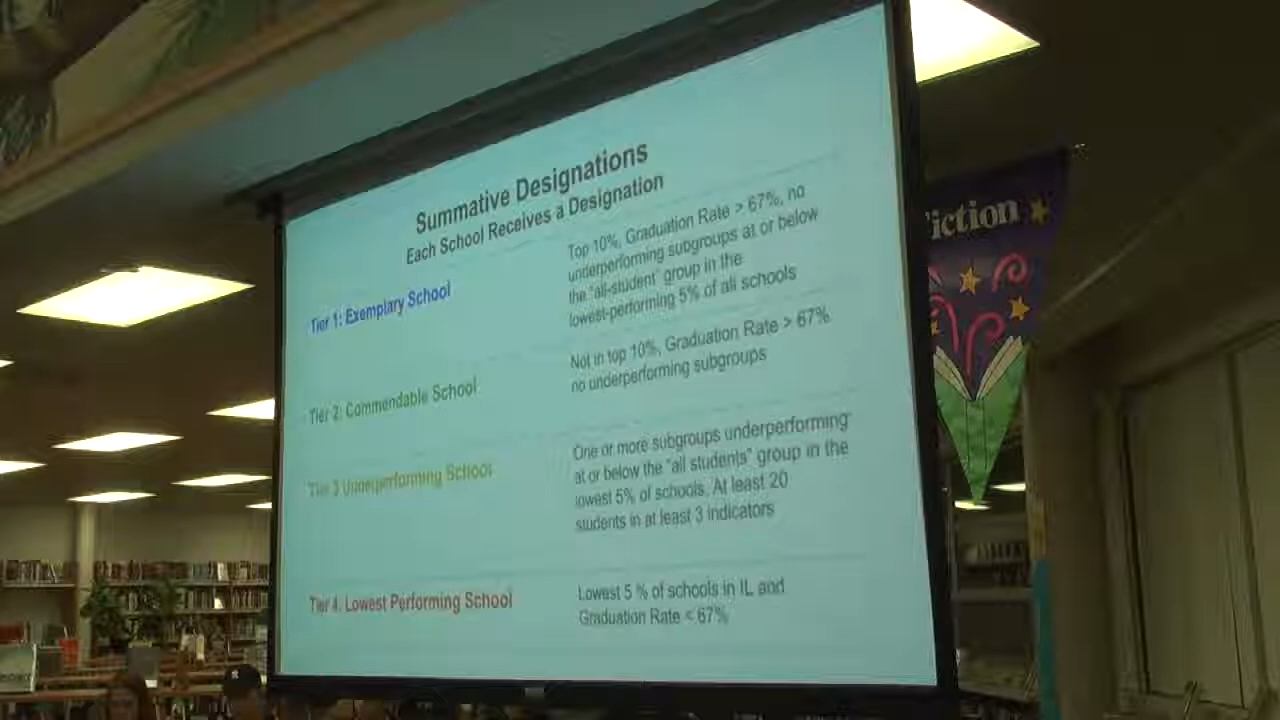 Summative Designations
Each School Receives a Designation
Tier 1: Exemplary School
Top 10%, Graduation Rate > 67%, no
underperforming subgroups at or below
the "all-student" group in the
lowest-performing 5% of all schools
Tier 2: Commendable School
Not in top 10%, Graduation Rate > 67%
no underperforming subgroups
Tier 3 Underperforming School
One or more subgroups underperforming
at or below the "all students" group in the
lowest 5% of schools. At least 20
students in at least 3 indicators
Tier 4. Lowest Performing School
Lowest 5 % of schools in IL and
Graduation Rate < 67%
iction